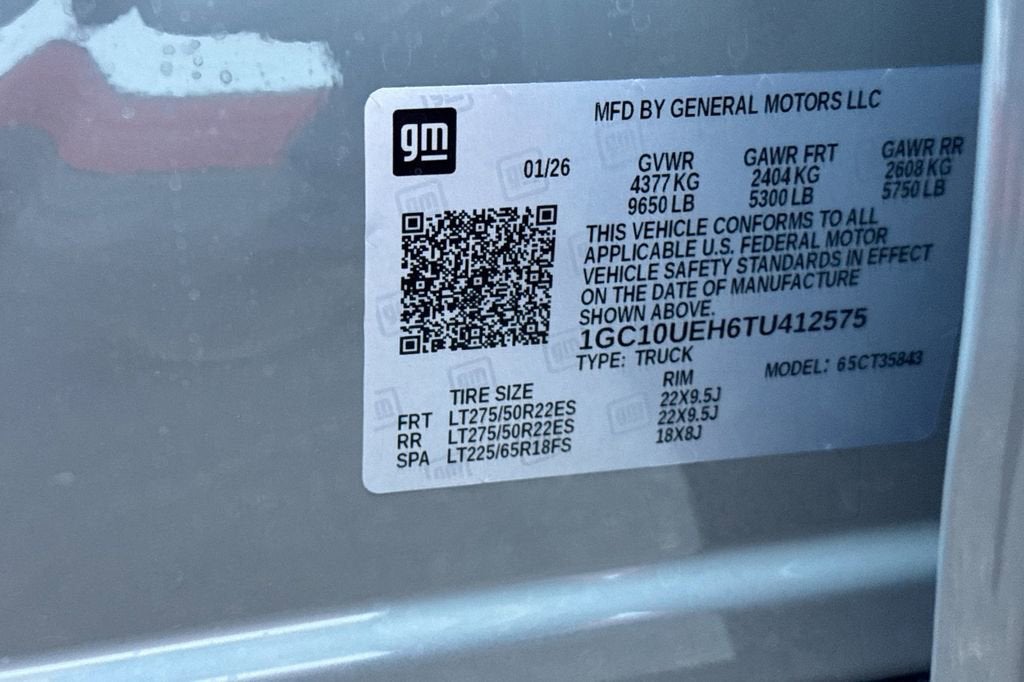 gm
MFD BY GENERAL MOTORS LLC
01/26
GVWR GAWR FRT GAWR RR
4377 KG 2404 KG 2608 KG
9650 LB 5300 LB 5750 LB
THIS VEHICLE CONFORMS TO ALL
APPLICABLE U.S. FEDERAL MOTOR
VEHICLE SAFETY STANDARDS IN EFFECT
ON THE DATE OF MANUFACTURE
SHOWN ABOVE.
1GC10UEH6TU412575
TYPE: TRUCK MODEL: 65CT35843
TIRE SIZE RIM
FRT LT275/50R22ES 22X9.5J
RR LT275/50R22ES 22X9.5J
SPA LT225/65R18FS 18X8J